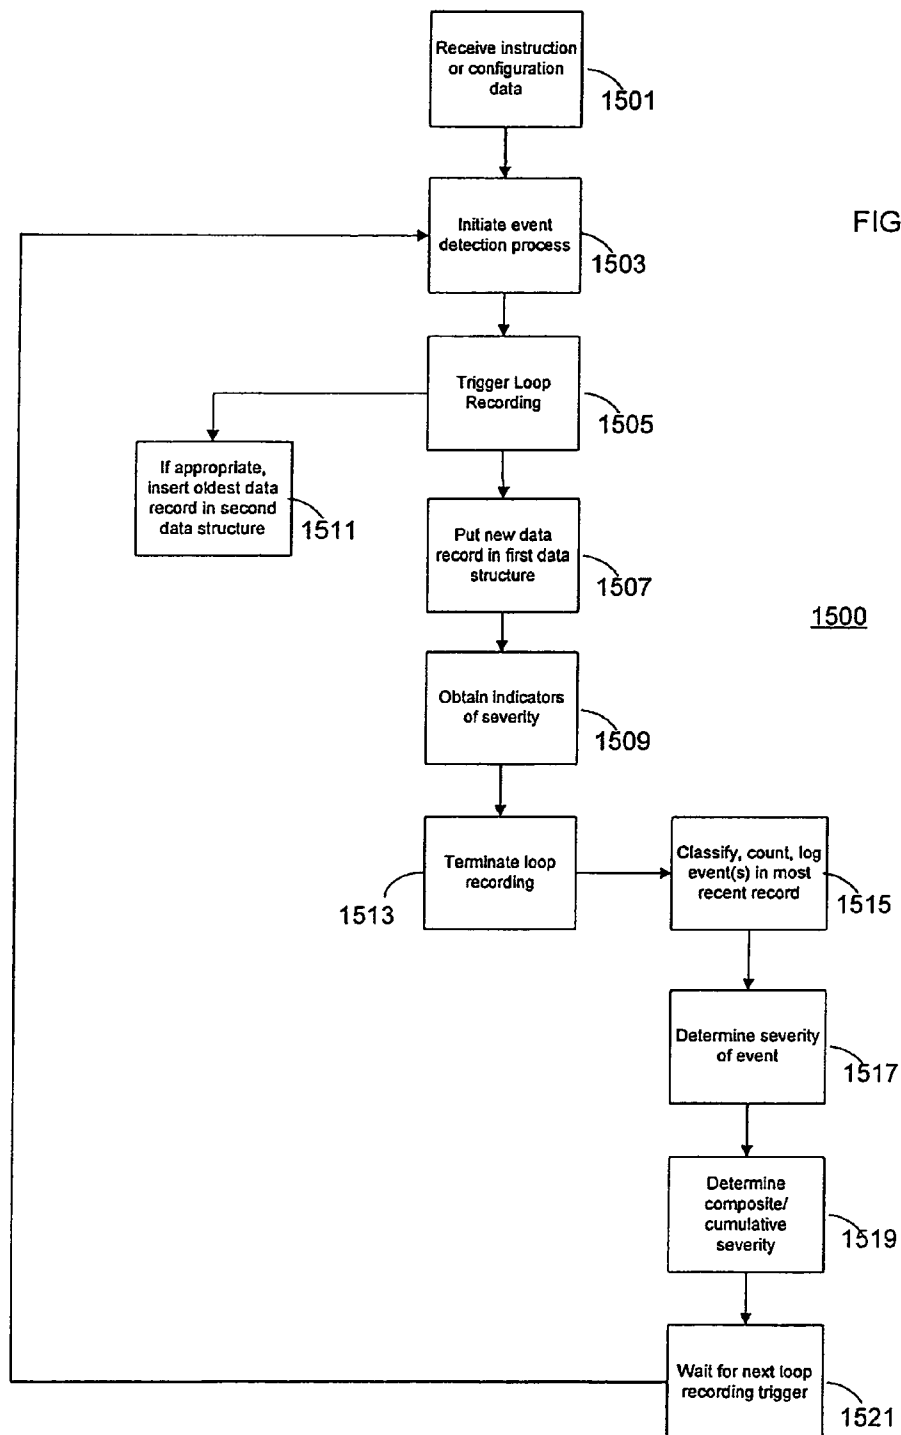 Receive instruction
or configuration
data
1501
Initiate event
detection process
1503
FIG
Trigger Loop
Recording
1505
If appropriate,
insert oldest data
record in second
data structure
1511
Put new data
record in first data
structure
1507
1500
Obtain indicators
of severity
1509
Terminate loop
recording
1513
Classify, count, log
event(s) in most
recent record
1515
Determine severity
of event
1517
Determine
composite/
cumulative
severity
1519
Wait for next loop
recording trigger
1521